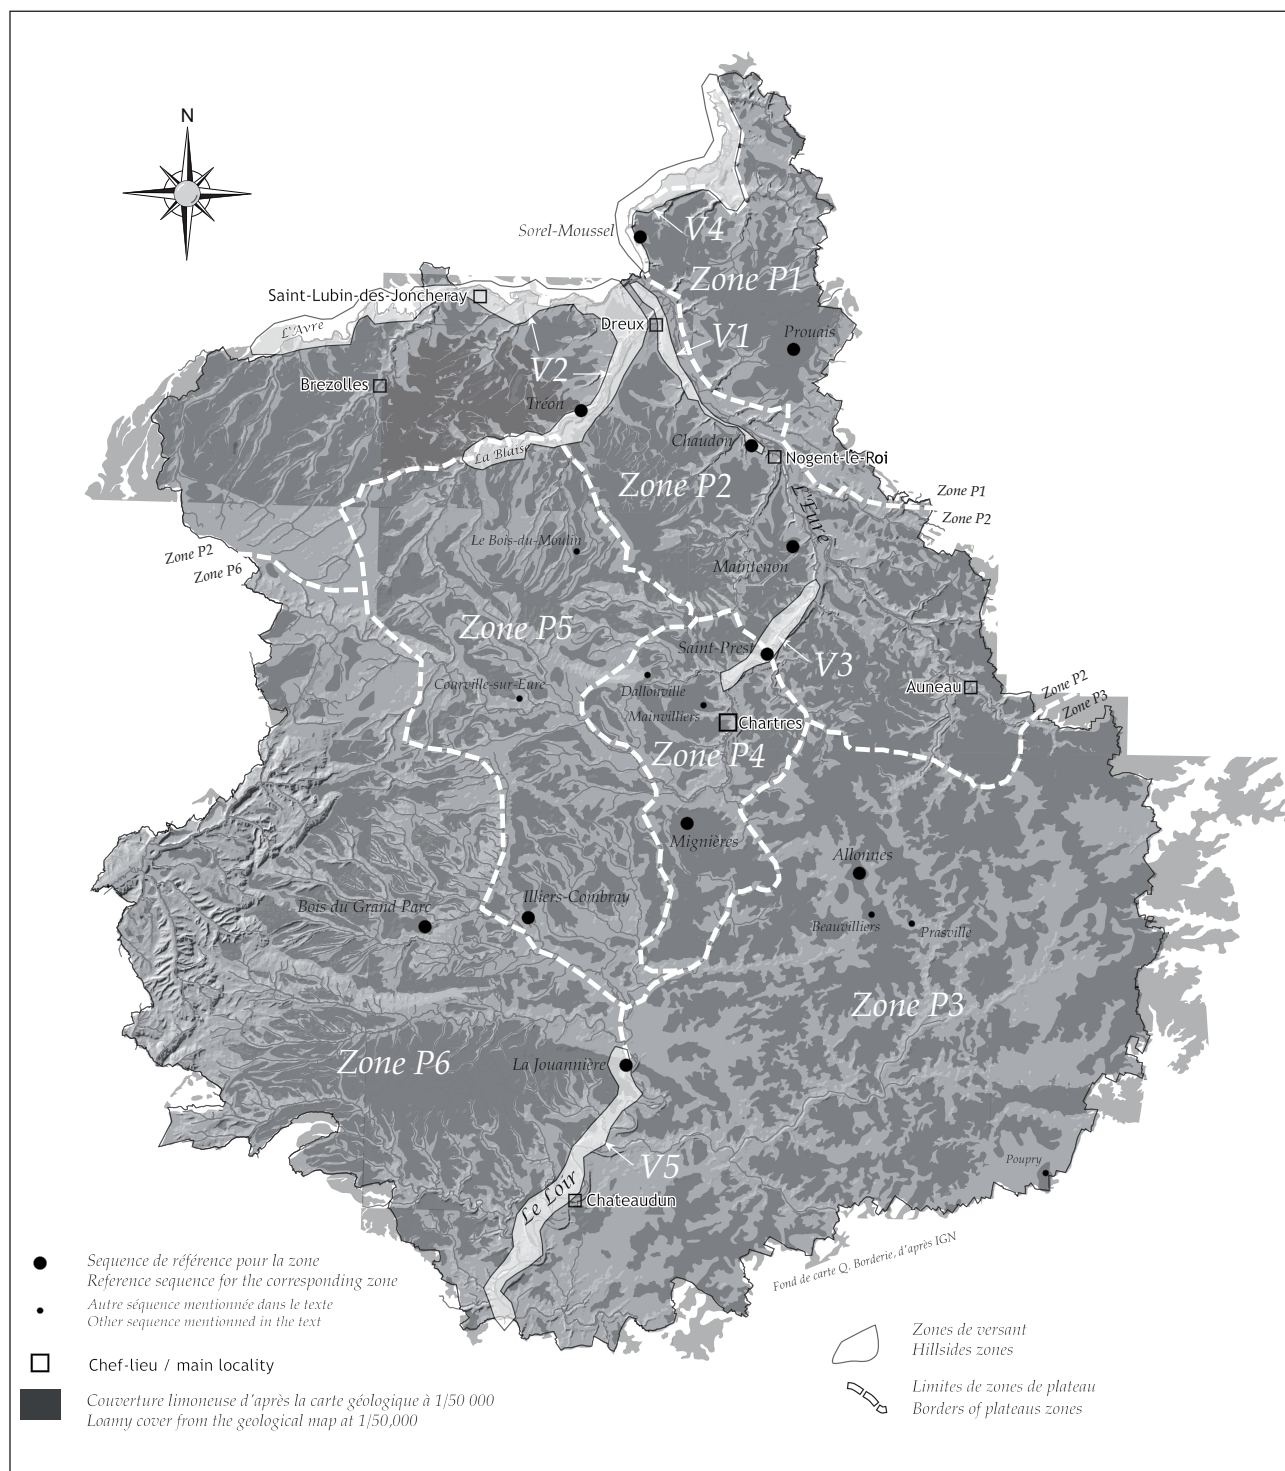 N
Sorel-Moussel
V4
Zone P1
Saint-Lubin-des-Joncheray
L'Avre
Dreux
V1
Prouais
V2
Brezolles
Tréon
Chaudon
La Blaise
Nogent-le-Roi
Zone P2
Zone P1
L'Eure
Zone P2
Le Bois-du-Moulin
Zone P2
Maintenon
Zone P6
Zone P5
Saint-Prest
V3
Courville-sur-Eure
Dallonville
Auneau
Zone P2
Zone P3
Mainvilliers
Chartres
Zone P4
Mignières
Allonnes
Illiers-Combray
Bois du Grand Parc
Beauvilliers
Prasville
Zone P3
Zone P6
La Jouannière
V5
Poupry
Le Loir
Chateaudun
Fond de carte Q. Borderie, d'après IGN
Sequence de référence pour la zone
Reference sequence for the corresponding zone
Autre séquence mentionnée dans le texte
Other sequence mentionned in the text
Chef-lieu / main locality
Couverture limoneuse d'après la carte géologique à 1/50 000
Loamy cover from the geological map at 1/50,000
Zones de versant
Hillsides zones
Limites de zones de plateau
Borders of plateaus zones